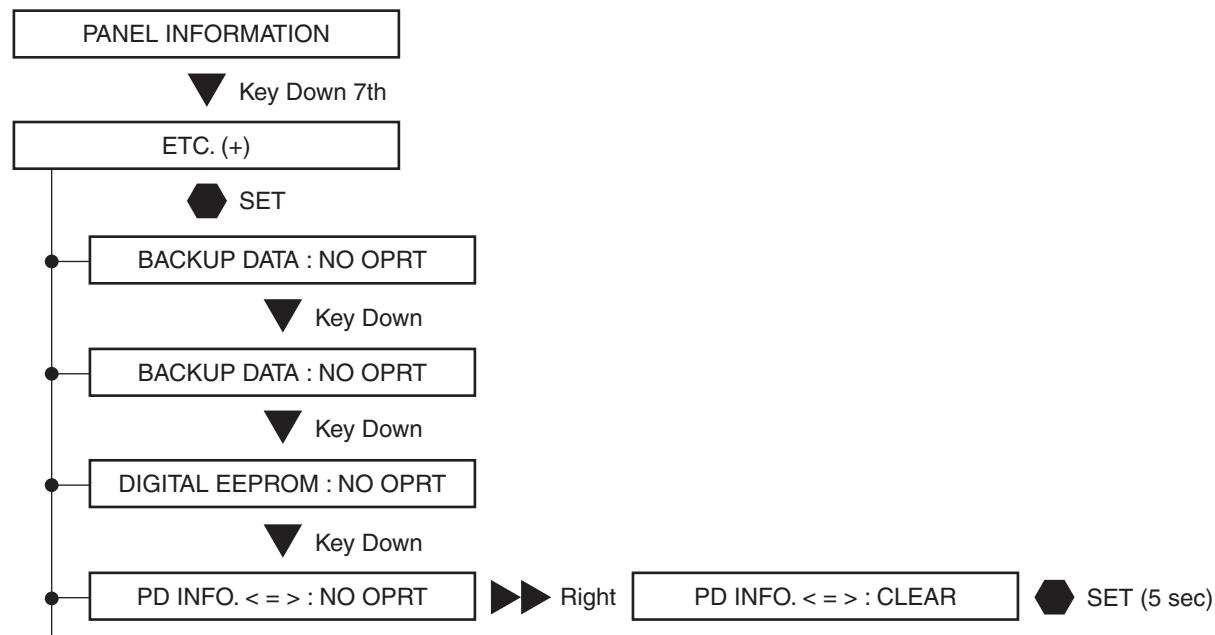 PANEL INFORMATION
Key Down 7th
ETC. (+)
SET
BACKUP DATA : NO OPRT
Key Down
BACKUP DATA : NO OPRT
Key Down
DIGITAL EEPROM : NO OPRT
Key Down
PD INFO. < = > : NO OPRT Right PD INFO. < = > : CLEAR SET (5 sec)